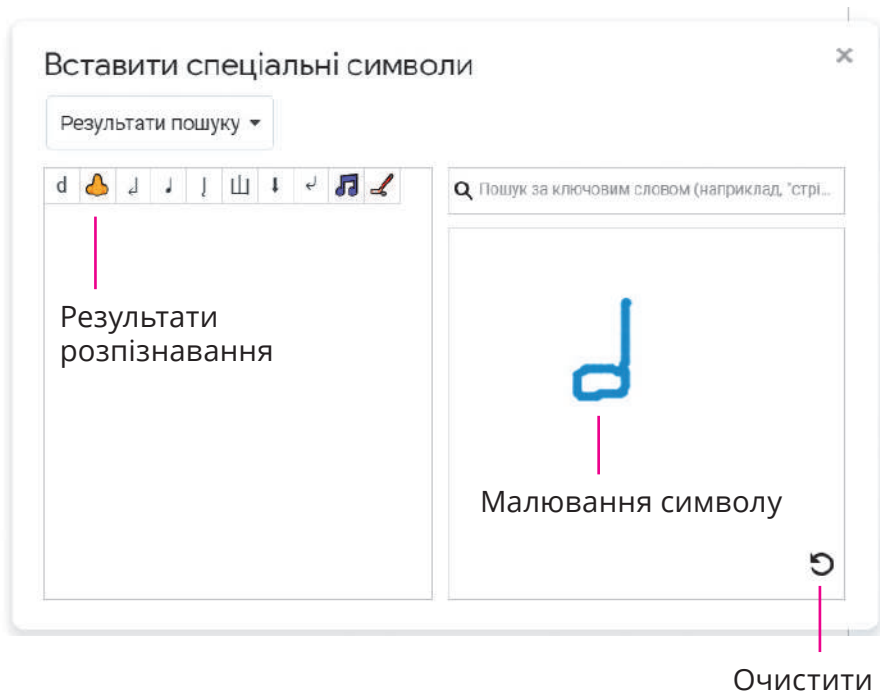 Вставити спеціальні символи
Результати пошуку
d
Пошук за ключовим словом (наприклад, "стрі...
Результати
розпізнавання
Малювання символу
Очистити